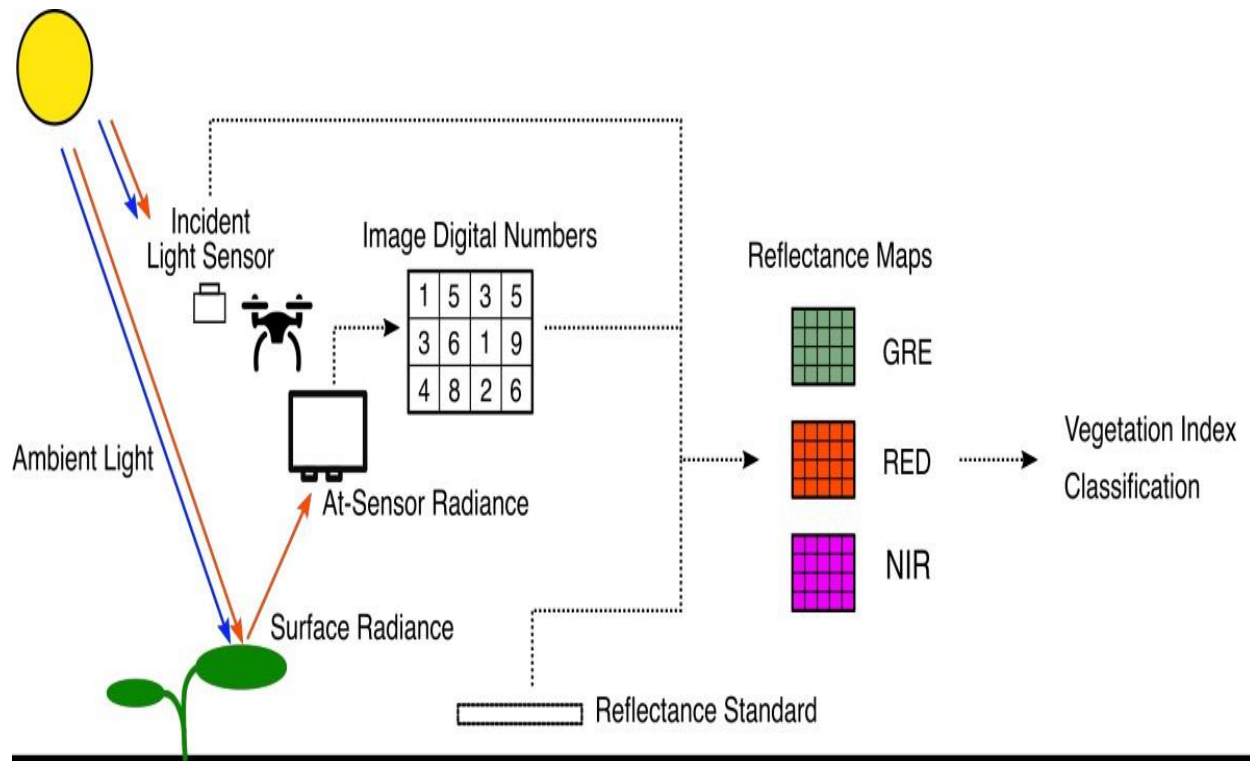 Incident
Light Sensor
Image Digital Numbers
1 5 3 5
3 6 1 9
4 8 2 6
Reflectance Maps
GRE
RED
NIR
Vegetation Index
Classification
Ambient Light
At-Sensor Radiance
Surface Radiance
Reflectance Standard